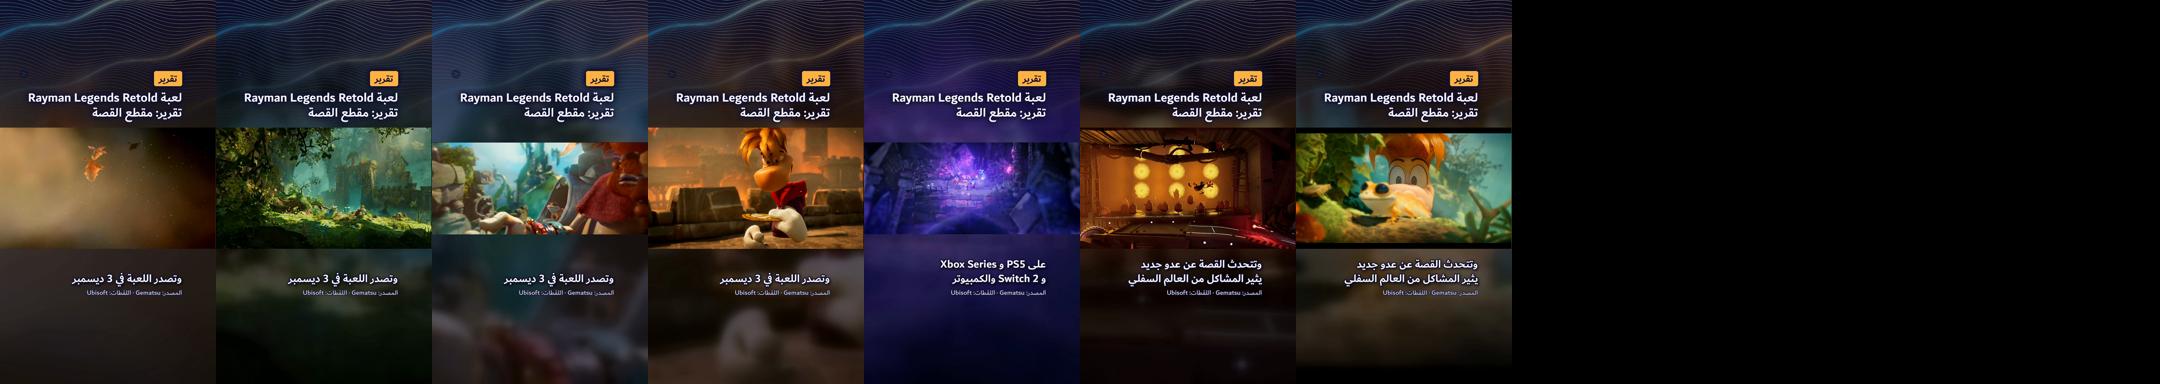 تقرير
لعبة Rayman Legends Retold
تقرير: مقطع القصة
وتصدر اللعبة في 3 ديسمبر
المصدر: Gematsu · اللقطات: Ubisoft
تقرير
لعبة Rayman Legends Retold
تقرير: مقطع القصة
وتصدر اللعبة في 3 ديسمبر
المصدر: Gematsu · اللقطات: Ubisoft
تقرير
لعبة Rayman Legends Retold
تقرير: مقطع القصة
وتصدر اللعبة في 3 ديسمبر
المصدر: Gematsu · اللقطات: Ubisoft
تقرير
لعبة Rayman Legends Retold
تقرير: مقطع القصة
وتصدر اللعبة في 3 ديسمبر
المصدر: Gematsu · اللقطات: Ubisoft
تقرير
لعبة Rayman Legends Retold
تقرير: مقطع القصة
على PS5 و Xbox Series
و Switch 2 والكمبيوتر
المصدر: Gematsu · اللقطات: Ubisoft
تقرير
لعبة Rayman Legends Retold
تقرير: مقطع القصة
وتتحدث القصة عن عدو جديد
يثير المشاكل من العالم السفلي
المصدر: Gematsu · اللقطات: Ubisoft
تقرير
لعبة Rayman Legends Retold
تقرير: مقطع القصة
وتتحدث القصة عن عدو جديد
يثير المشاكل من العالم السفلي
المصدر: Gematsu · اللقطات: Ubisoft